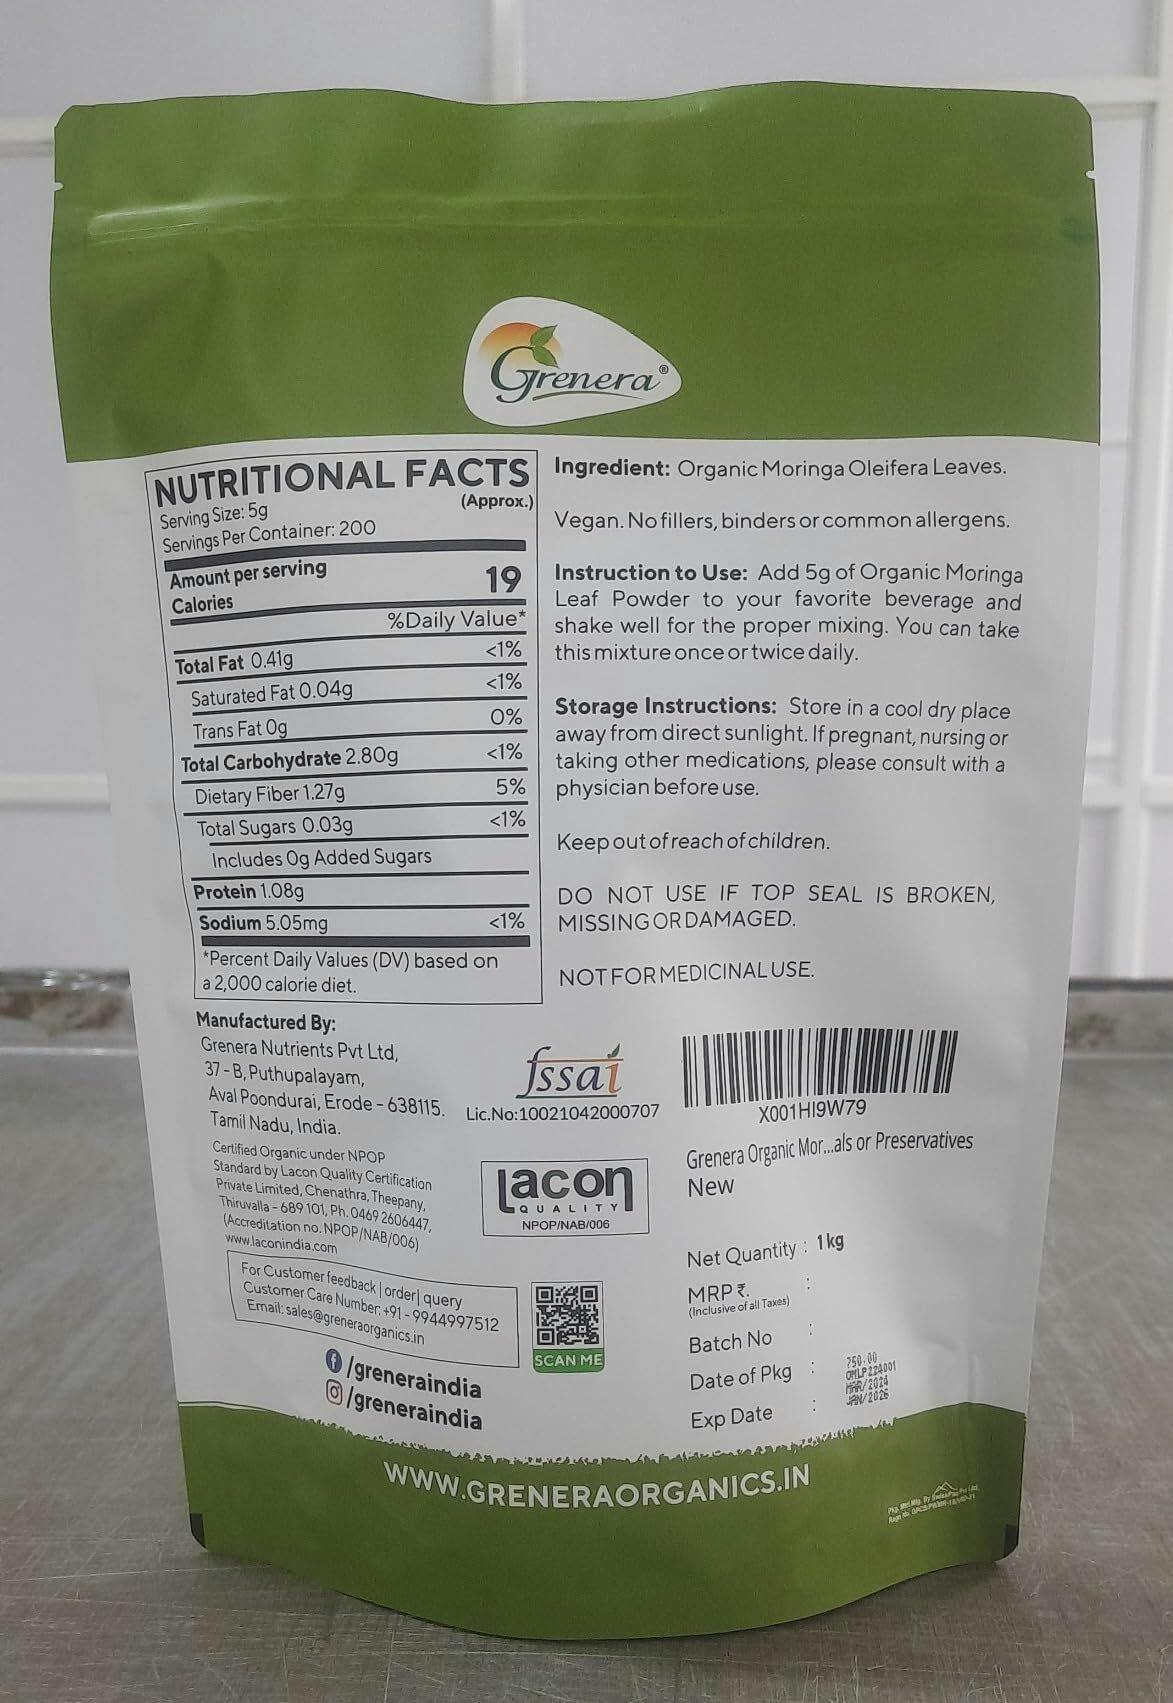 Grenera®
NUTRITIONAL FACTS
(Approx.)
Serving Size: 5g
Servings Per Container: 200
Amount per serving
Calories 19
%Daily Value*
Total Fat 0.41g <1%
Saturated Fat 0.04g <1%
Trans Fat 0g 0%
Total Carbohydrate 2.80g <1%
Dietary Fiber 1.27g 5%
Total Sugars 0.03g <1%
Includes 0g Added Sugars
Protein 1.08g
Sodium 5.05mg <1%
*Percent Daily Values (DV) based on
a 2,000 calorie diet.
Ingredient: Organic Moringa Oleifera Leaves.
Vegan. No fillers, binders or common allergens.
Instruction to Use: Add 5g of Organic Moringa
Leaf Powder to your favorite beverage and
shake well for the proper mixing. You can take
this mixture once or twice daily.
Storage Instructions: Store in a cool dry place
away from direct sunlight. If pregnant, nursing or
taking other medications, please consult with a
physician before use.
Keep out of reach of children.
DO NOT USE IF TOP SEAL IS BROKEN,
MISSING OR DAMAGED.
NOT FOR MEDICINAL USE.
Manufactured By:
Grenera Nutrients Pvt Ltd,
37-B, Puthupalayam,
Aval Poondurai, Erode - 638115.
Tamil Nadu, India.
Certified Organic under NPOP
Standard by Lacon Quality Certification
Private Limited, Chenathra, Theepany,
Thiruvalla - 689 101, Ph. 0469 2606447,
(Accreditation no. NPOP/NAB/006)
www.laconindia.com
For Customer feedback | order| query
Customer Care Number: +91 - 9944997512
Email: sales@greneraorganics.in
/greneraindia
/greneraindia
fssai
Lic.No:10021042000707
lacon
QUALITY
NPOP/NAB/006
SCAN ME
X001HI9W79
Grenera Organic Mor...als or Preservatives
New
Net Quantity : 1 kg
MRP ₹. :
(Inclusive of all Taxes)
Batch No :
Date of Pkg :
Exp Date :
750.00
MAR/2024
JAN/2026
WWW.GRENERAORGANICS.IN